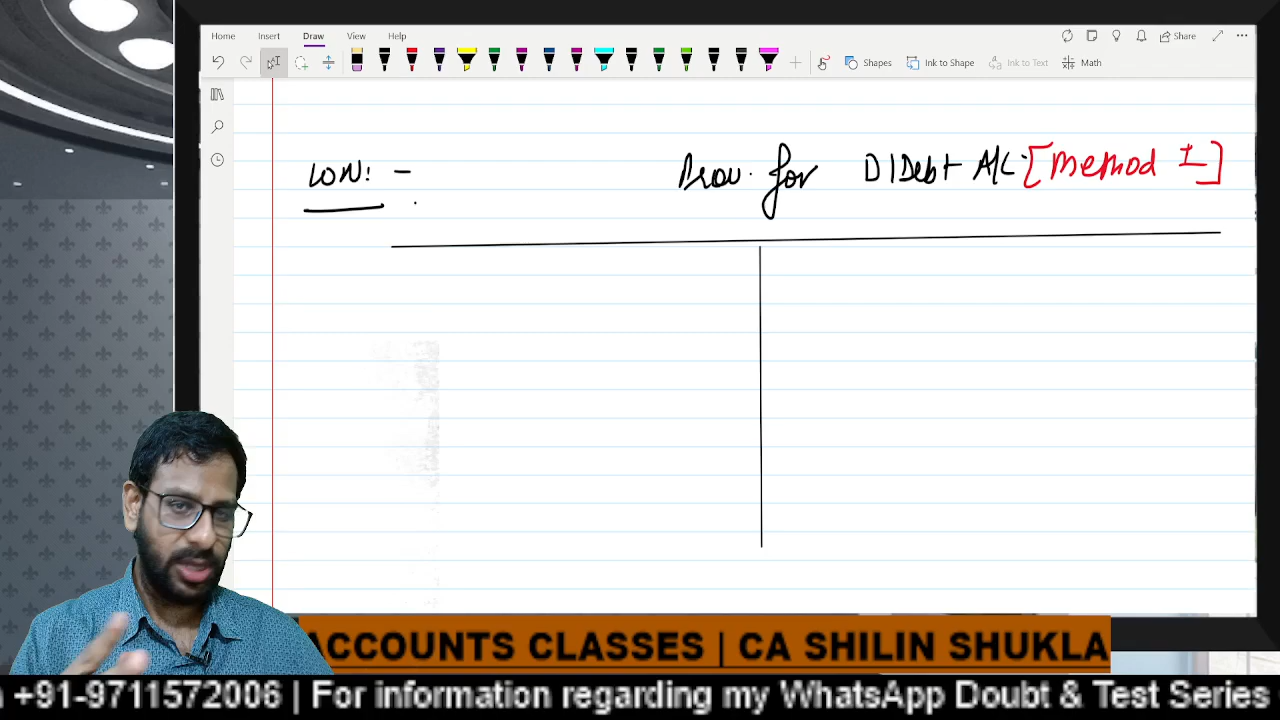 Home Insert Draw View Help
Share
Shapes Ink to Shape Ink to Text Math
W.N: - Prov. for D/Debt A/c [Method I]
ACCOUNTS CLASSES | CA SHILIN SHUKLA
+91-9711572006 | For information regarding my WhatsApp Doubt & Test Series